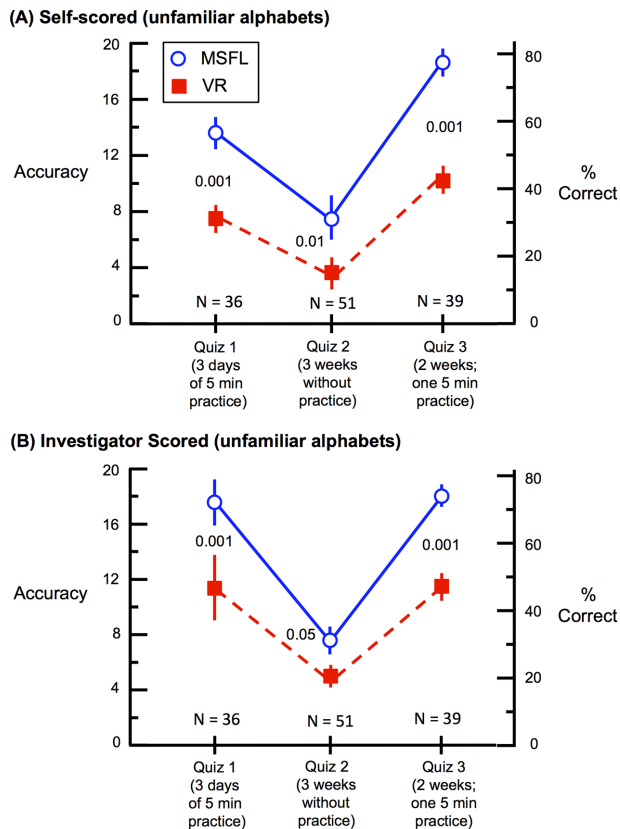 (A) Self-scored (unfamiliar alphabets)
20
16
12
8
4
0
Accuracy
MSFL
VR
80
60
40
20
0
%
Correct
0.001
0.01
0.001
N = 36
N = 51
N = 39
Quiz 1
(3 days
of 5 min
practice)
Quiz 2
(3 weeks
without
practice)
Quiz 3
(2 weeks;
one 5 min
practice)
(B) Investigator Scored (unfamiliar alphabets)
20
16
12
8
4
0
Accuracy
80
60
40
20
0
%
Correct
0.001
0.05
0.001
N = 36
N = 51
N = 39
Quiz 1
(3 days
of 5 min
practice)
Quiz 2
(3 weeks
without
practice)
Quiz 3
(2 weeks;
one 5 min
practice)